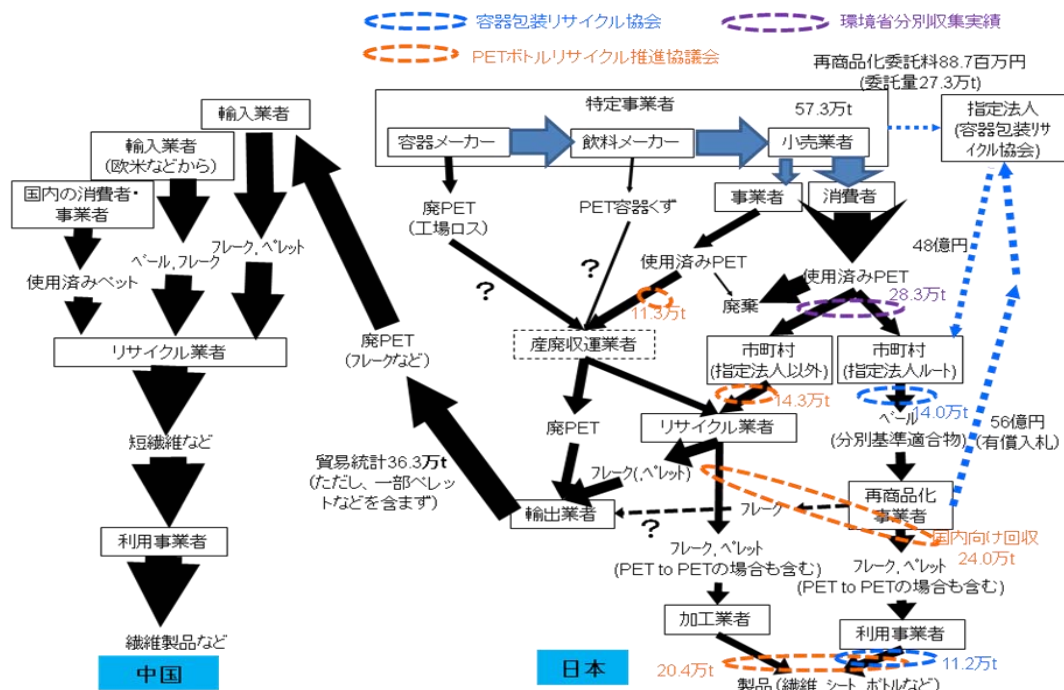 容器包装リサイクル協会
環境省分別収集実績
PETボトルリサイクル推進協議会
再商品化委託料88.7百万円
(委託量27.3万t)
特定事業者
57.3万t
指定法人
(容器包装リサ
イクル協会)
輸入業者
輸入業者
(欧米などから)
国内の消費者・
事業者
容器メーカー
飲料メーカー
小売業者
事業者
消費者
廃PET
(工場ロス)
PET容器くず
フレーク,ペレット
ベール,フレーク
使用済みペット
48億円
使用済みPET
使用済みPET
?
?
廃棄
28.3万t
11.3万t
リサイクル業者
廃PET
(フレークなど)
産廃収運業者
市町村
(指定法人以外)
市町村
(指定法人ルート)
14.3万t
14.0万t
ベール
(分別基準適合物)
56億円
(有償入札)
リサイクル業者
廃PET
短繊維など
貿易統計36.3万t
(ただし、一部ペレッ
トなどを含まず)
フレーク(,ペレット)
再商品化
事業者
輸出業者
フレーク
?
国内向け回収
24.0万t
利用事業者
フレーク,ペレット
(PET to PETの場合も含む)
フレーク,ペレット
(PET to PETの場合も含む)
加工業者
利用事業者
繊維製品など
中国
日本
20.4万t
11.2万t
製品(繊維 シート ボトルなど)